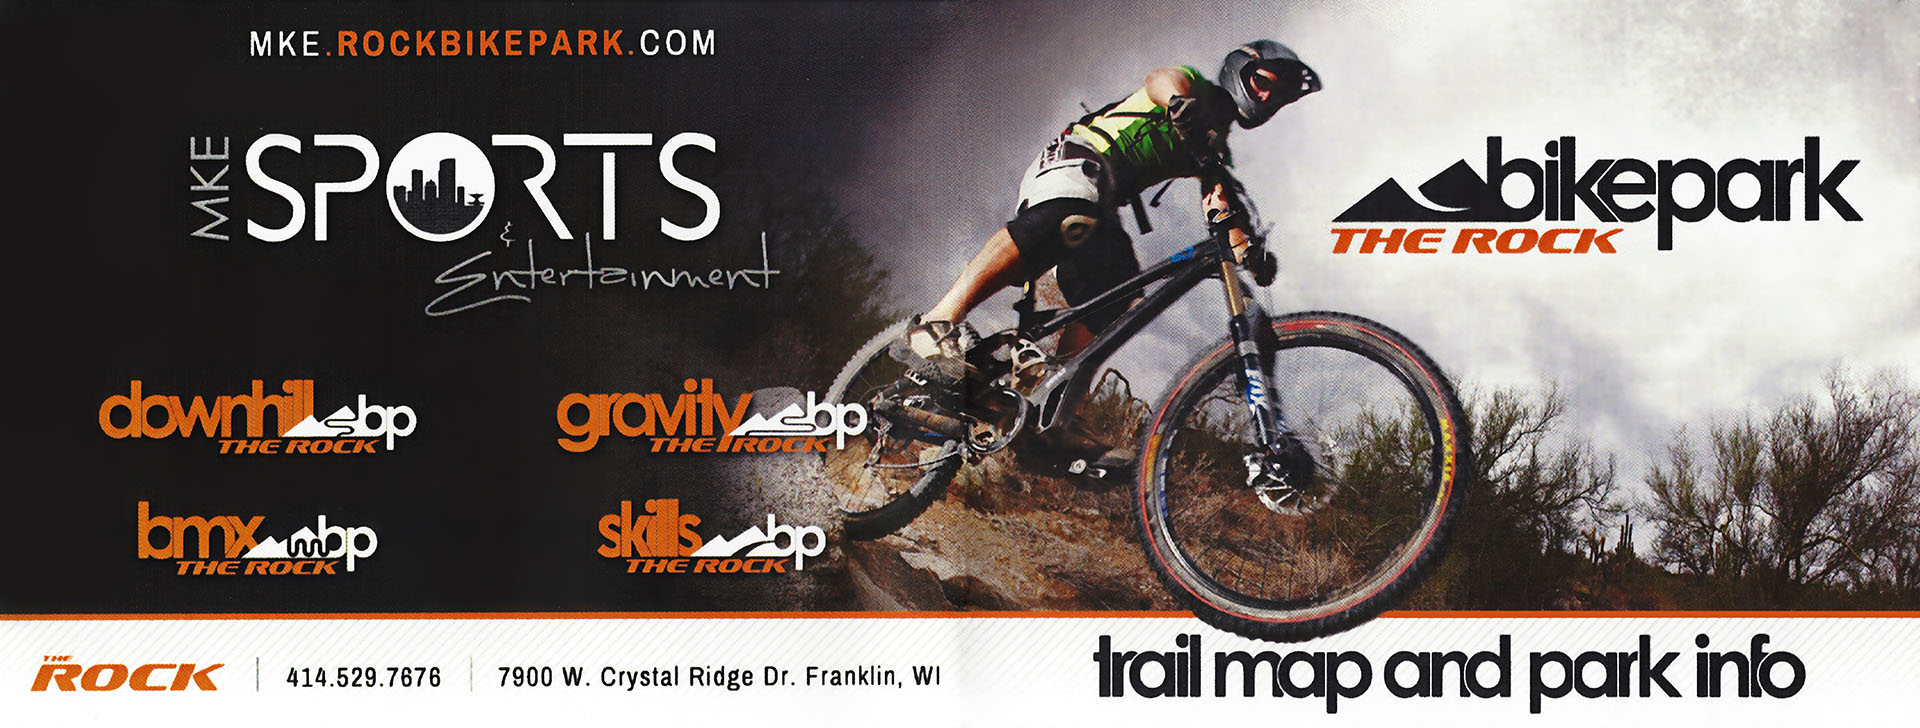 MKE.ROCKBIKEPARK.COM
MKE SPORTS
& Entertainment
downhill bp
THE ROCK
gravity bp
THE ROCK
bmx bp
THE ROCK
skills bp
THE ROCK
THE ROCK
414.529.7676
7900 W. Crystal Ridge Dr. Franklin, WI
bikepark
THE ROCK
FOX
MAXXIS
trail map and park info